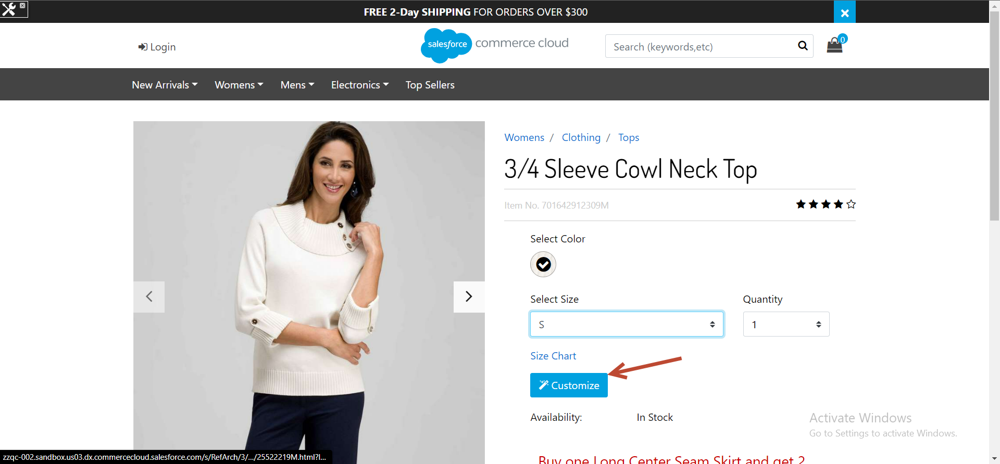 FREE 2-Day SHIPPING FOR ORDERS OVER $300
Login
salesforce commerce cloud
Search (keywords,etc)
0
New Arrivals
Womens
Mens
Electronics
Top Sellers
Womens / Clothing / Tops
3/4 Sleeve Cowl Neck Top
Item No. 701642912309M
Select Color
Select Size
Quantity
S
1
Size Chart
Customize
Availability: In Stock
Activate Windows
Go to Settings to activate Windows.
Buy one Long Center Seam Skirt and get 2
zzqc-002.sandbox.us03.dx.commercecloud.salesforce.com/s/RefArch/3/.../25522219M.html?l...